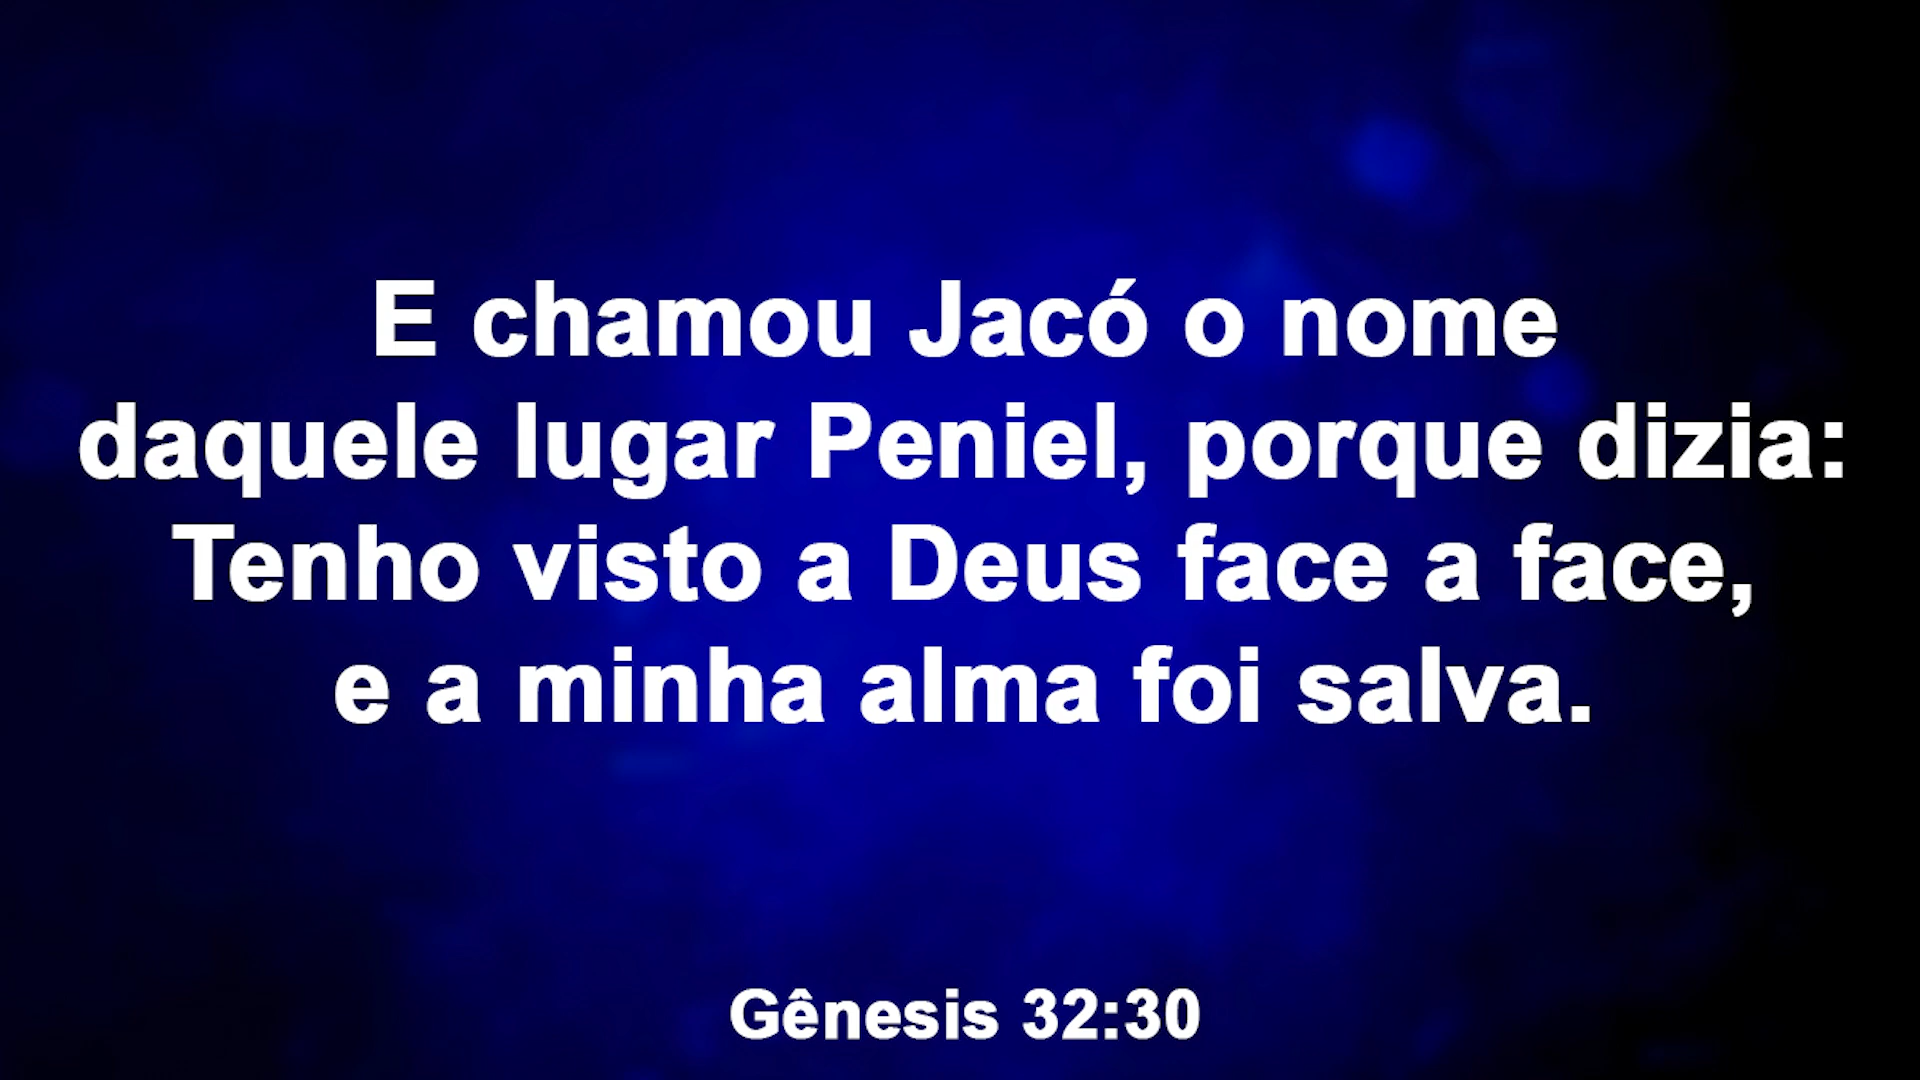 E chamou Jacó o nome
daquele lugar Peniel, porque dizia:
Tenho visto a Deus face a face,
e a minha alma foi salva.
Gênesis 32:30